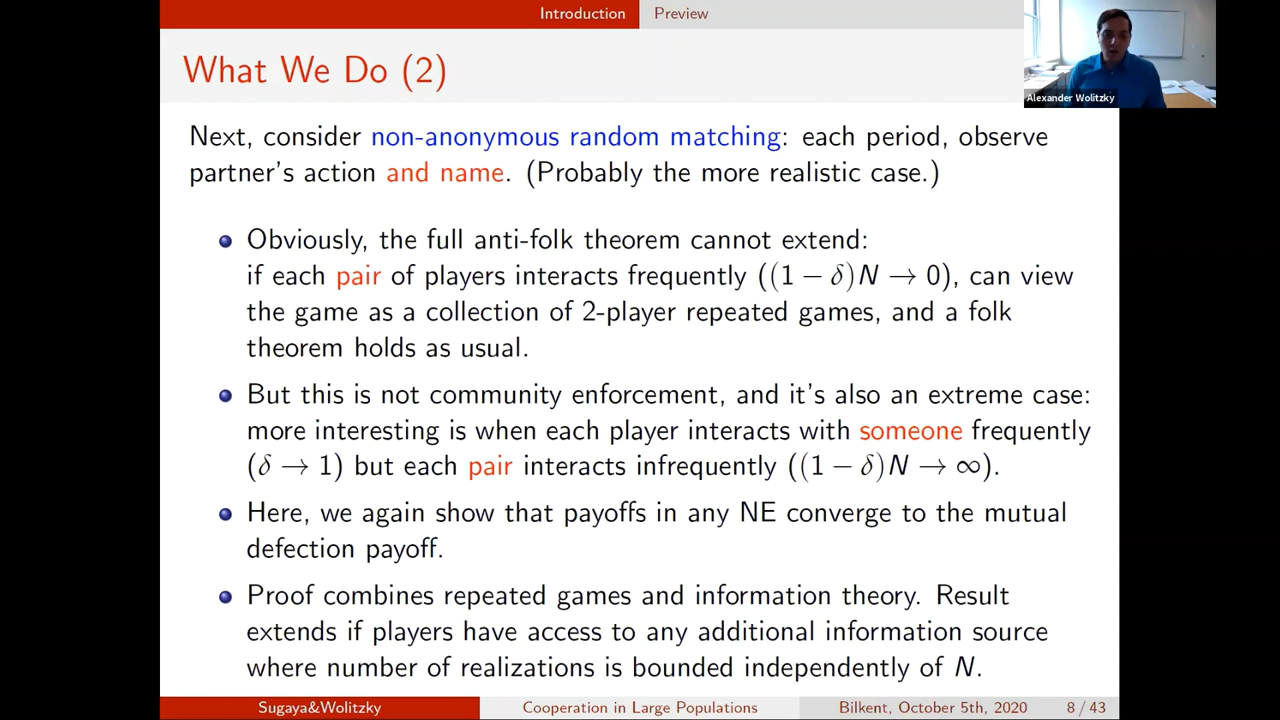 Introduction Preview
What We Do (2)
Alexander Wolitzky
Next, consider non-anonymous random matching: each period, observe
partner's action and name. (Probably the more realistic case.)
Obviously, the full anti-folk theorem cannot extend:
if each pair of players interacts frequently ((1 − δ)N → 0), can view
the game as a collection of 2-player repeated games, and a folk
theorem holds as usual.
But this is not community enforcement, and it's also an extreme case:
more interesting is when each player interacts with someone frequently
(δ → 1) but each pair interacts infrequently ((1 − δ)N → ∞).
Here, we again show that payoffs in any NE converge to the mutual
defection payoff.
Proof combines repeated games and information theory. Result
extends if players have access to any additional information source
where number of realizations is bounded independently of N.
Sugaya&Wolitzky Cooperation in Large Populations Bilkent, October 5th, 2020 8 / 43